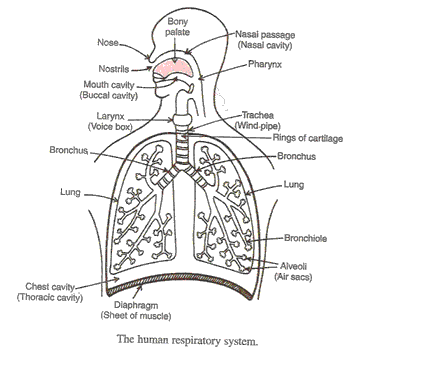 Bony
palate
Nose
Nasal passage
(Nasal cavity)
Nostrils
Pharynx
Mouth cavity
(Buccal cavity)
Larynx
(Voice box)
Trachea
(Wind-pipe)
Rings of cartilage
Bronchus
Bronchus
Lung
Lung
Bronchiole
Alveoli
(Air sacs)
Chest cavity
(Thoracic cavity)
Diaphragm
(Sheet of muscle)
The human respiratory system.